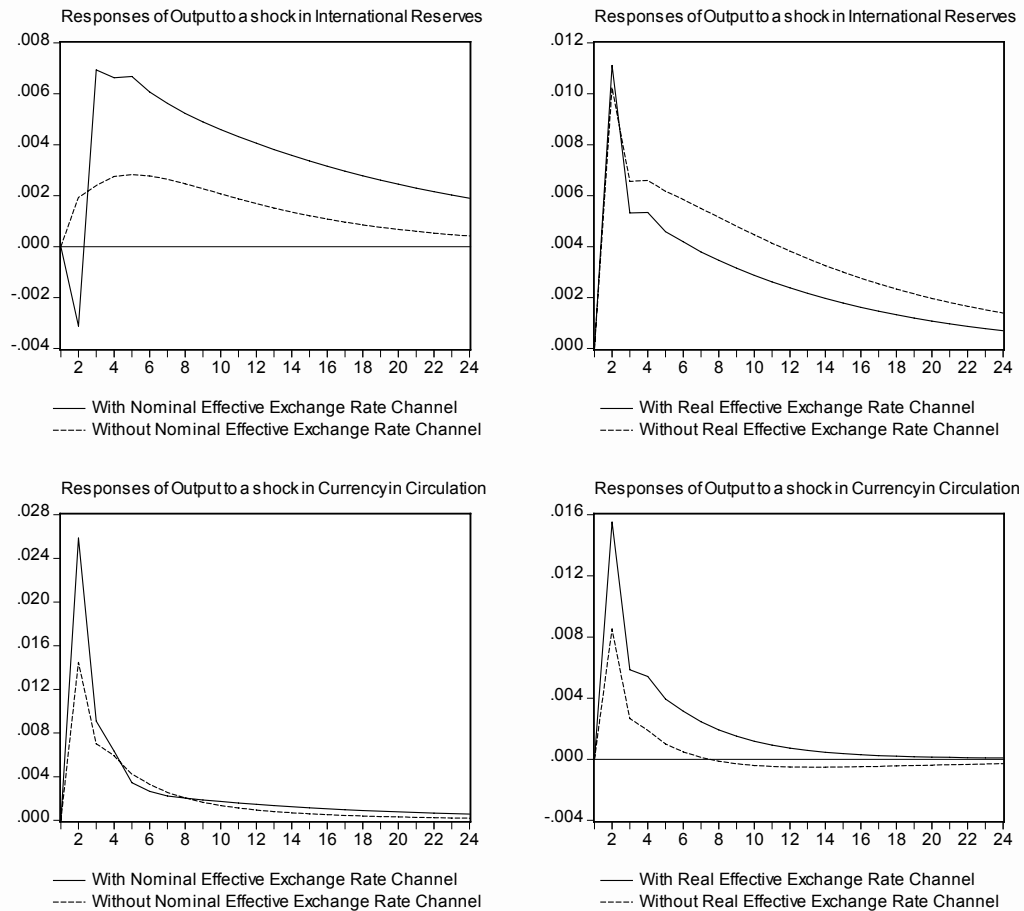 Responses of Output to a shock in International Reserves
.008
.006
.004
.002
.000
-.002
-.004
2 4 6 8 10 12 14 16 18 20 22 24
With Nominal Effective Exchange Rate Channel
Without Nominal Effective Exchange Rate Channel
Responses of Output to a shock in International Reserves
.012
.010
.008
.006
.004
.002
.000
2 4 6 8 10 12 14 16 18 20 22 24
With Real Effective Exchange Rate Channel
Without Real Effective Exchange Rate Channel
Responses of Output to a shock in Currency in Circulation
.028
.024
.020
.016
.012
.008
.004
.000
2 4 6 8 10 12 14 16 18 20 22 24
With Nominal Effective Exchange Rate Channel
Without Nominal Effective Exchange Rate Channel
Responses of Output to a shock in Currency in Circulation
.016
.012
.008
.004
.000
-.004
2 4 6 8 10 12 14 16 18 20 22 24
With Real Effective Exchange Rate Channel
Without Real Effective Exchange Rate Channel